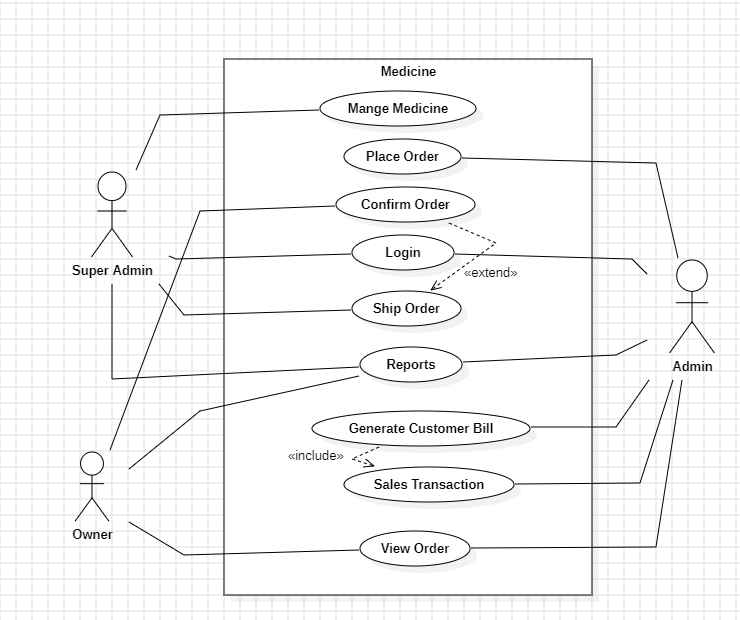 Medicine
Mange Medicine
Place Order
Confirm Order
Login
«extend»
Super Admin
Ship Order
Reports
Admin
Generate Customer Bill
«include»
Sales Transaction
Owner
View Order